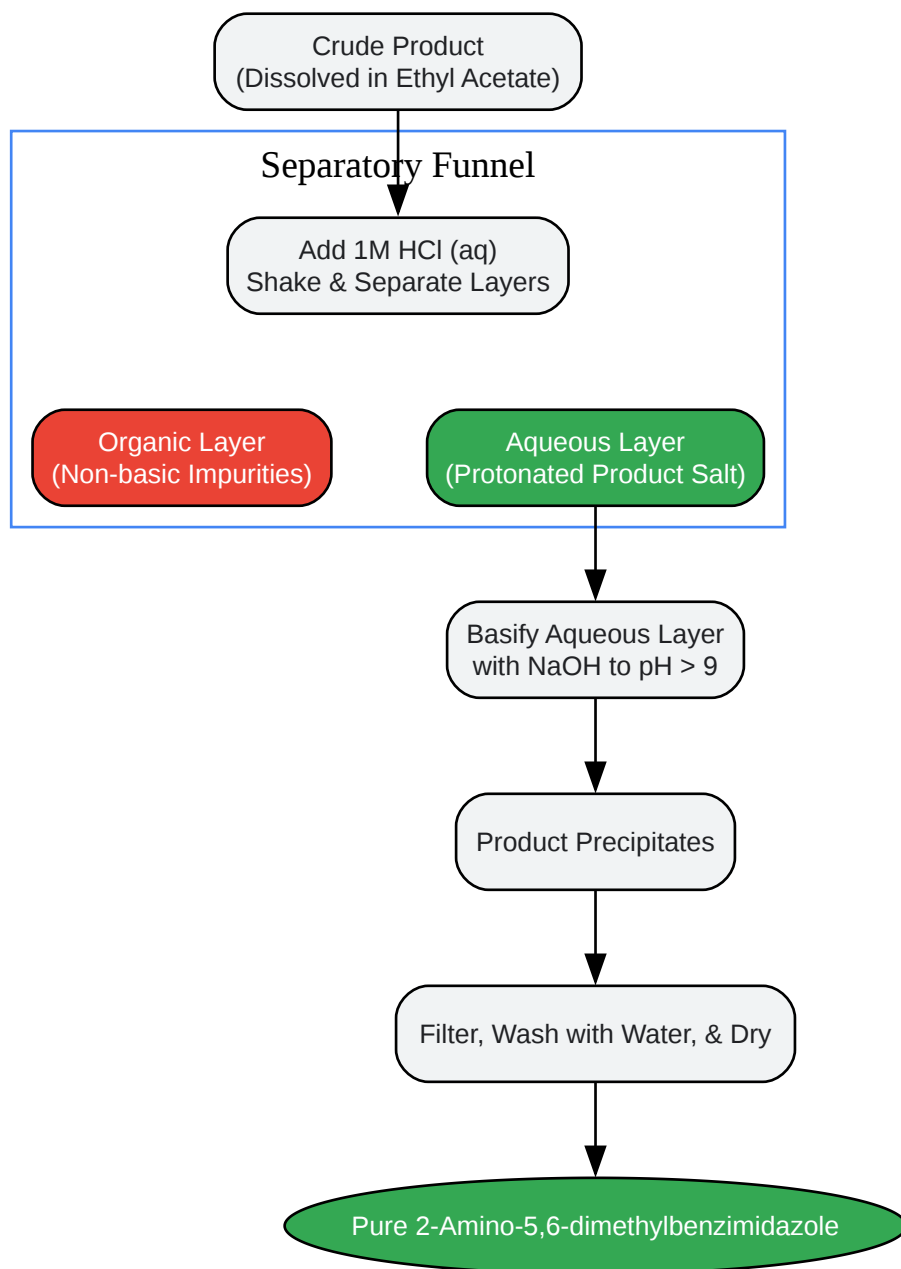 Crude Product
(Dissolved in Ethyl Acetate)
Separatory Funnel
Add 1M HCl (aq)
Shake & Separate Layers
Organic Layer
(Non-basic Impurities)
Aqueous Layer
(Protonated Product Salt)
Basify Aqueous Layer
with NaOH to pH > 9
Product Precipitates
Filter, Wash with Water, & Dry
Pure 2-Amino-5,6-dimethylbenzimidazole